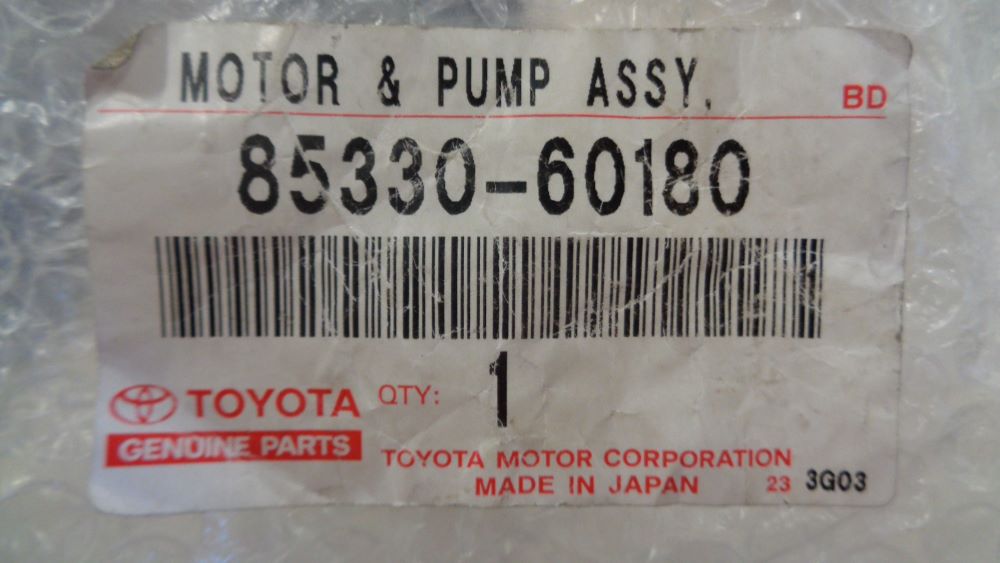 MOTOR & PUMP ASSY.
BD
85330-60180
QTY: 1
TOYOTA
GENUINE PARTS
TOYOTA MOTOR CORPORATION
MADE IN JAPAN 23 3G03